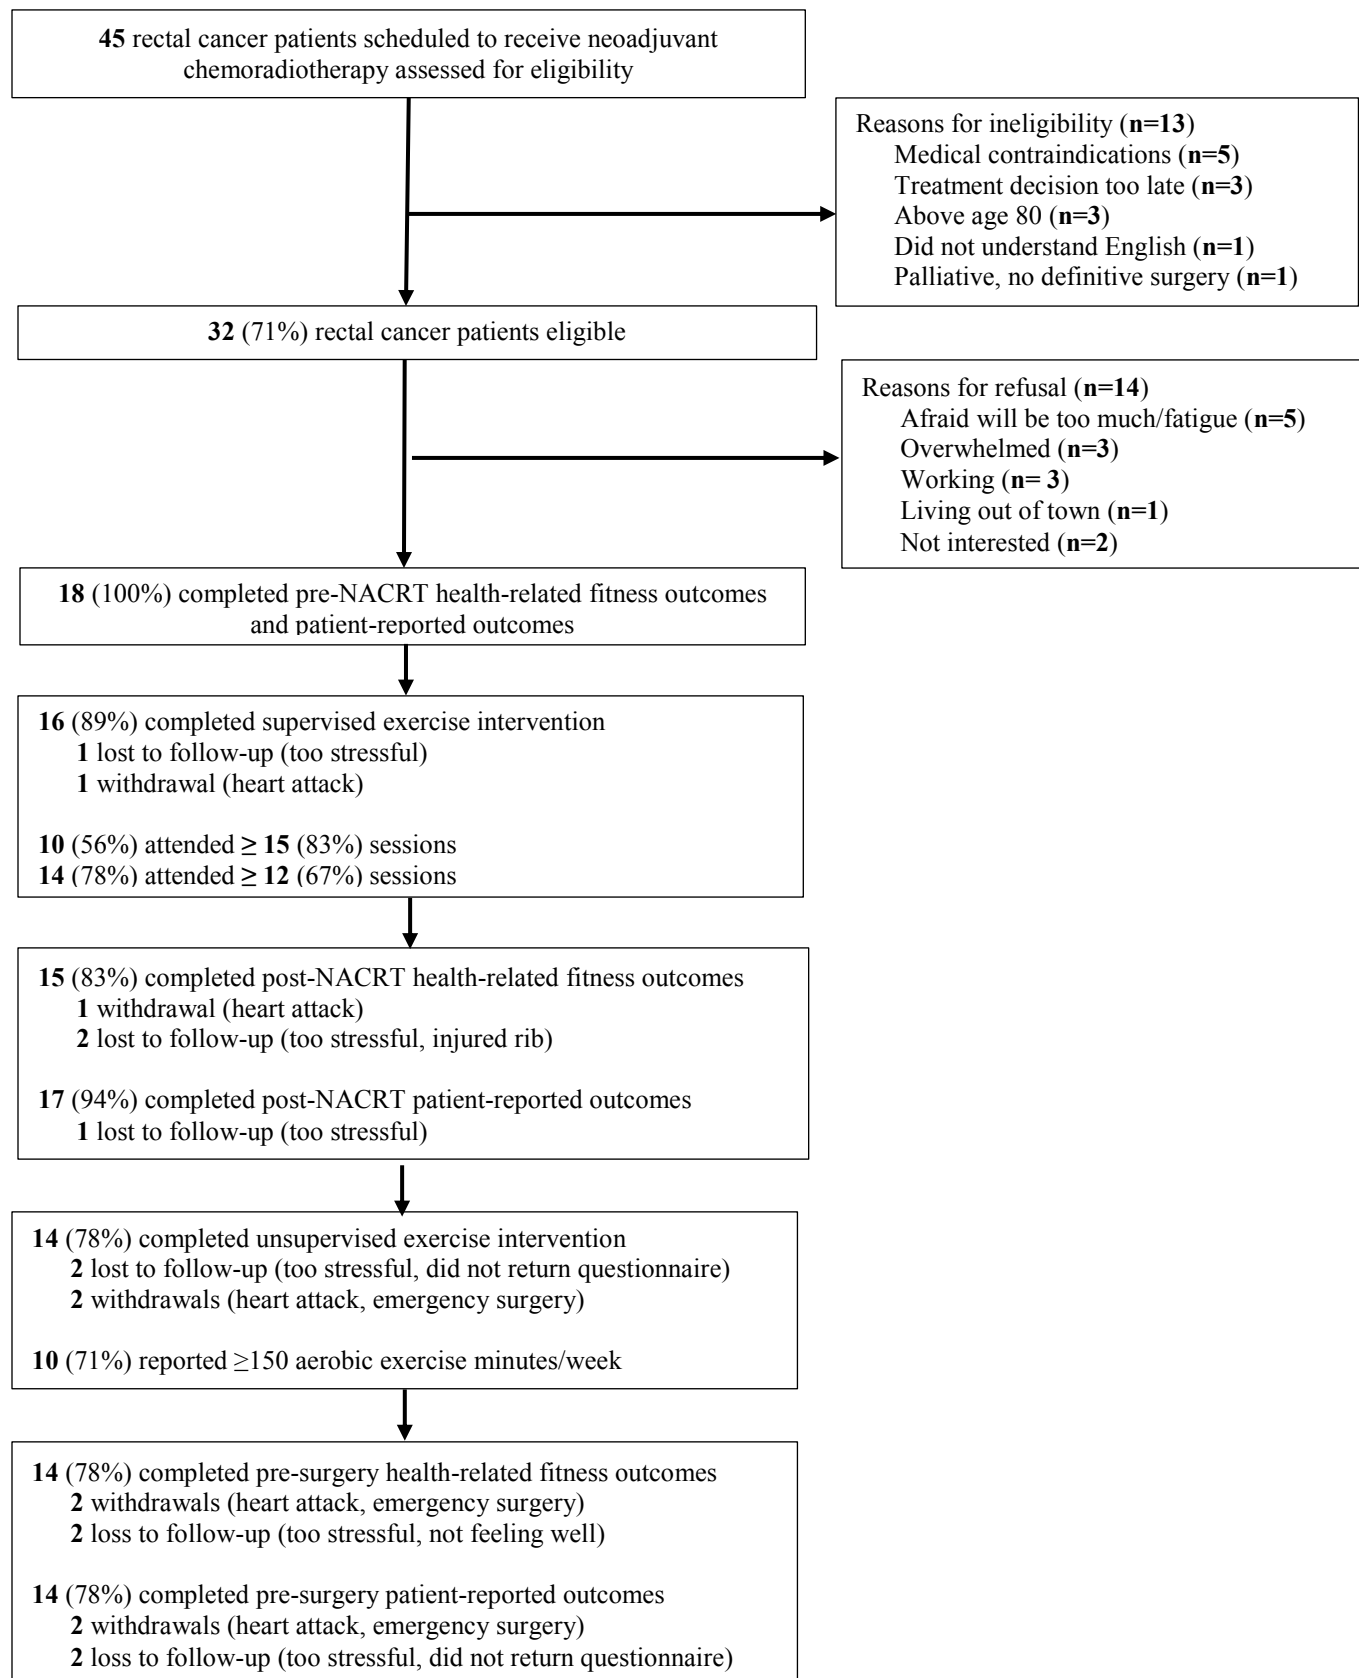 45 rectal cancer patients scheduled to receive neoadjuvant
chemoradiotherapy assessed for eligibility
Reasons for ineligibility (n=13)
Medical contraindications (n=5)
Treatment decision too late (n=3)
Above age 80 (n=3)
Did not understand English (n=1)
Palliative, no definitive surgery (n=1)
32 (71%) rectal cancer patients eligible
Reasons for refusal (n=14)
Afraid will be too much/fatigue (n=5)
Overwhelmed (n=3)
Working (n= 3)
Living out of town (n=1)
Not interested (n=2)
18 (100%) completed pre-NACRT health-related fitness outcomes
and patient-reported outcomes
16 (89%) completed supervised exercise intervention
1 lost to follow-up (too stressful)
1 withdrawal (heart attack)
10 (56%) attended ≥ 15 (83%) sessions
14 (78%) attended ≥ 12 (67%) sessions
15 (83%) completed post-NACRT health-related fitness outcomes
1 withdrawal (heart attack)
2 lost to follow-up (too stressful, injured rib)
17 (94%) completed post-NACRT patient-reported outcomes
1 lost to follow-up (too stressful)
14 (78%) completed unsupervised exercise intervention
2 lost to follow-up (too stressful, did not return questionnaire)
2 withdrawals (heart attack, emergency surgery)
10 (71%) reported ≥150 aerobic exercise minutes/week
14 (78%) completed pre-surgery health-related fitness outcomes
2 withdrawals (heart attack, emergency surgery)
2 loss to follow-up (too stressful, not feeling well)
14 (78%) completed pre-surgery patient-reported outcomes
2 withdrawals (heart attack, emergency surgery)
2 loss to follow-up (too stressful, did not return questionnaire)